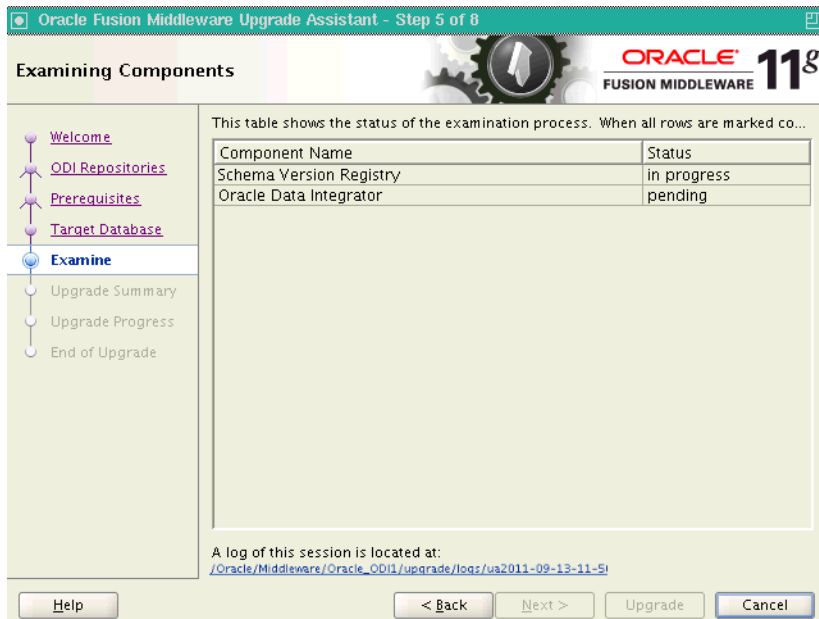 Oracle Fusion Middleware Upgrade Assistant - Step 5 of 8
Examining Components
ORACLE
FUSION MIDDLEWARE 11g
Welcome
ODI Repositories
Prerequisites
Target Database
Examine
Upgrade Summary
Upgrade Progress
End of Upgrade
This table shows the status of the examination process. When all rows are marked co...
Component Name Status
Schema Version Registry in progress
Oracle Data Integrator pending
A log of this session is located at:
/Oracle/Middleware/Oracle_ODI1/upgrade/logs/ua2011-09-13-11-5
Help < Back Next > Upgrade Cancel